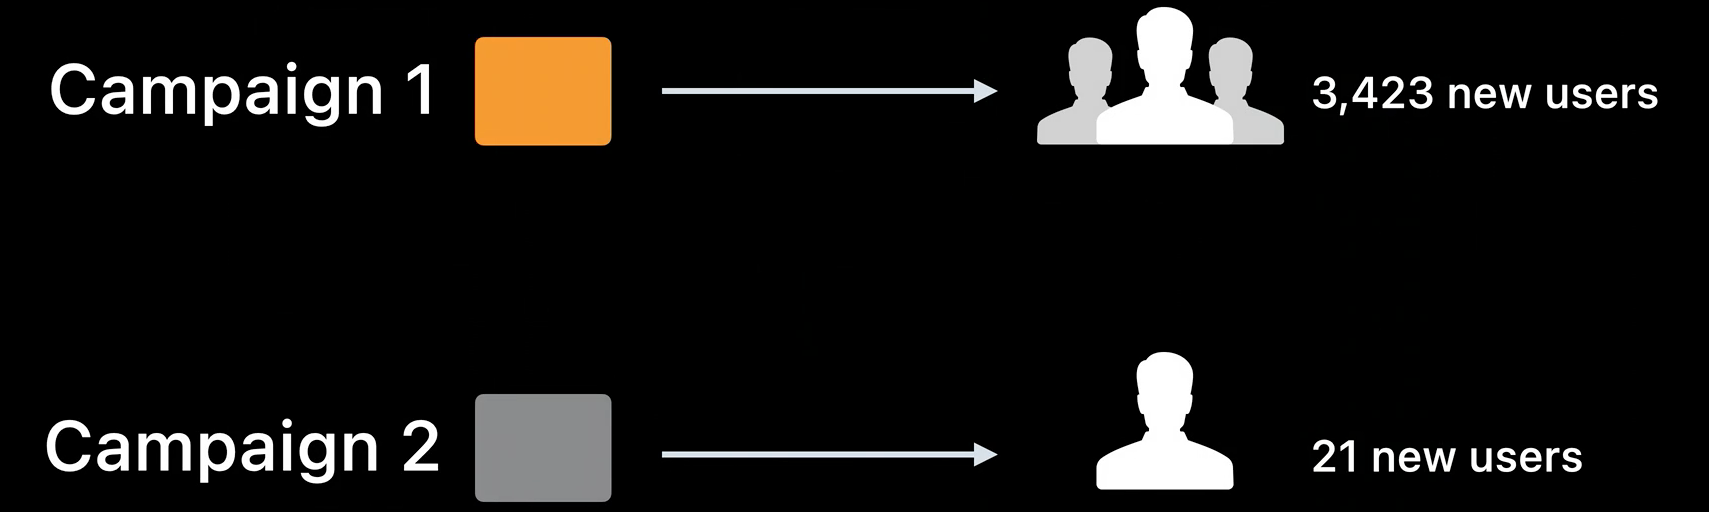 Campaign 1
3,423 new users
Campaign 2
21 new users